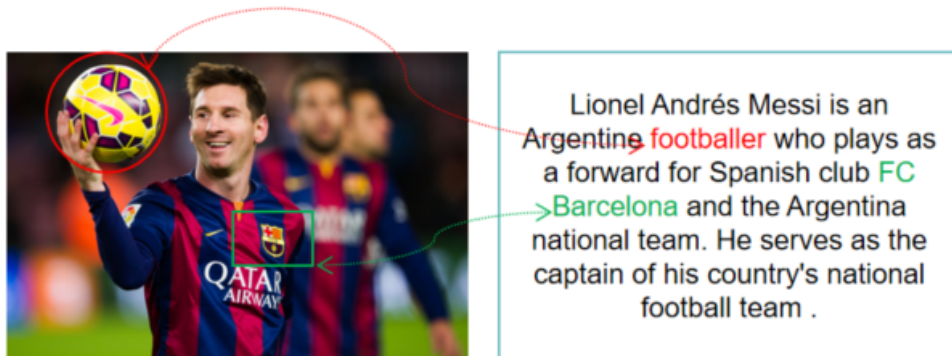 QATAR
AIRWAYS
Lionel Andrés Messi is an
Argentine footballer who plays as
a forward for Spanish club FC
Barcelona and the Argentina
national team. He serves as the
captain of his country's national
football team .